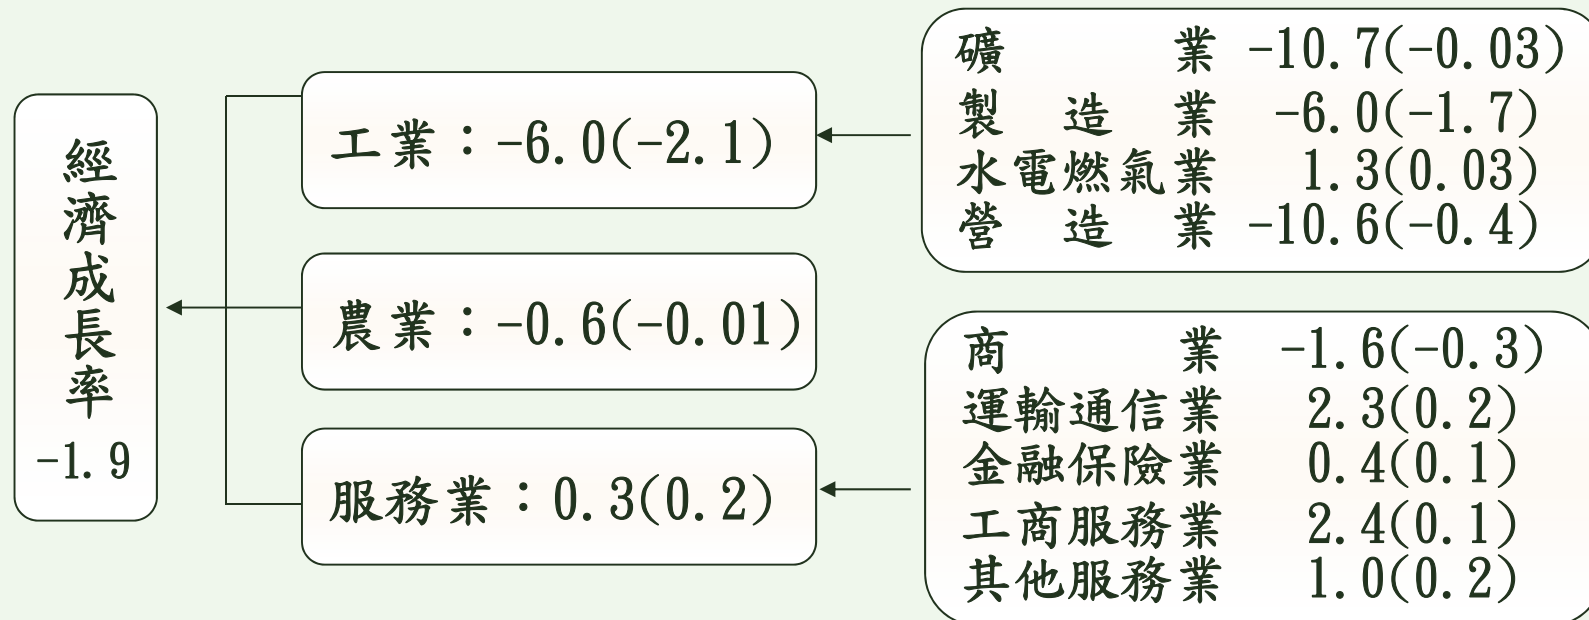 經濟成長率
-1.9
工業：-6.0(-2.1)
農業：-0.6(-0.01)
服務業：0.3(0.2)
礦業 -10.7(-0.03)
製造業 -6.0(-1.7)
水電燃氣業 1.3(0.03)
營造業 -10.6(-0.4)
商業 -1.6(-0.3)
運輸通信業 2.3(0.2)
金融保險業 0.4(0.1)
工商服務業 2.4(0.1)
其他服務業 1.0(0.2)